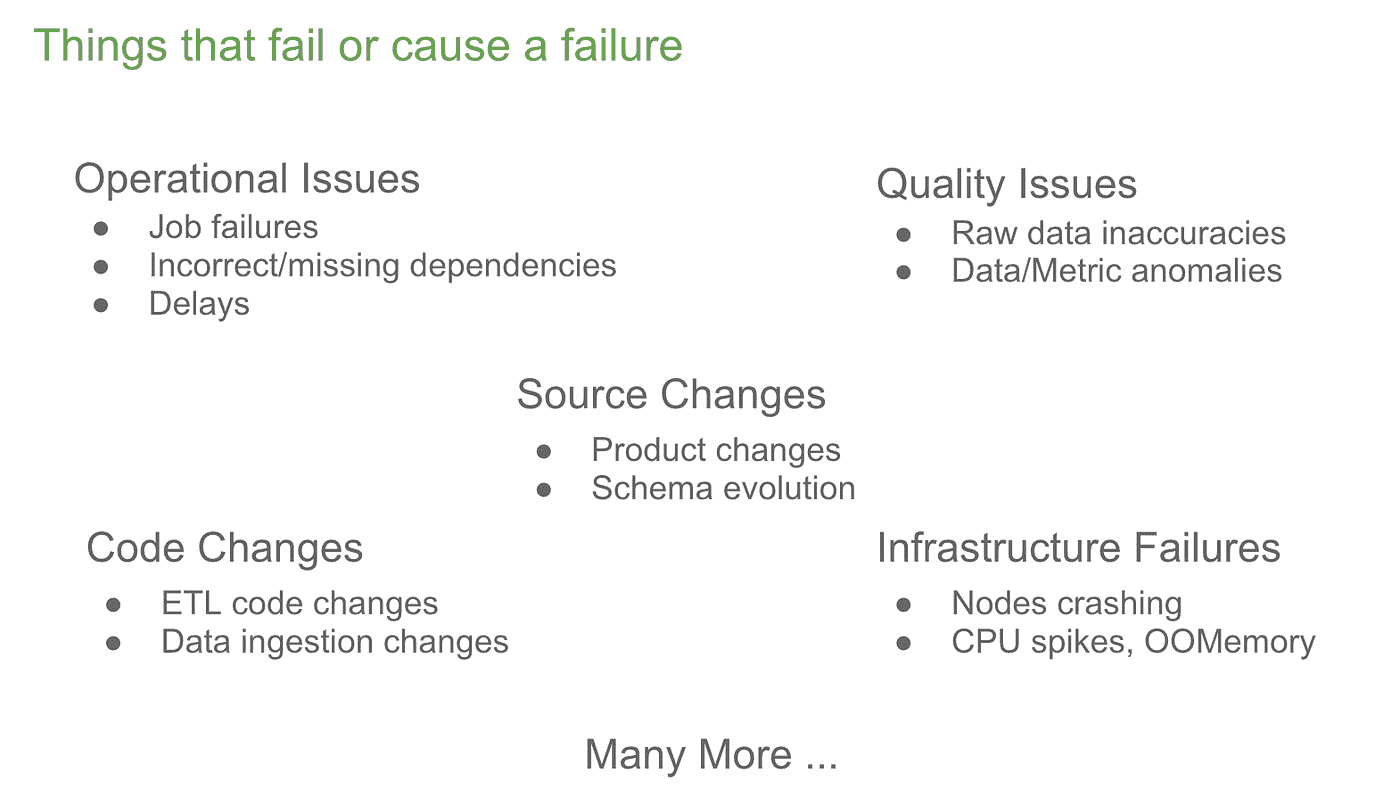 Things that fail or cause a failure
Operational Issues
● Job failures
● Incorrect/missing dependencies
● Delays
Quality Issues
● Raw data inaccuracies
● Data/Metric anomalies
Source Changes
● Product changes
● Schema evolution
Code Changes
● ETL code changes
● Data ingestion changes
Infrastructure Failures
● Nodes crashing
● CPU spikes, OOMemory
Many More ...